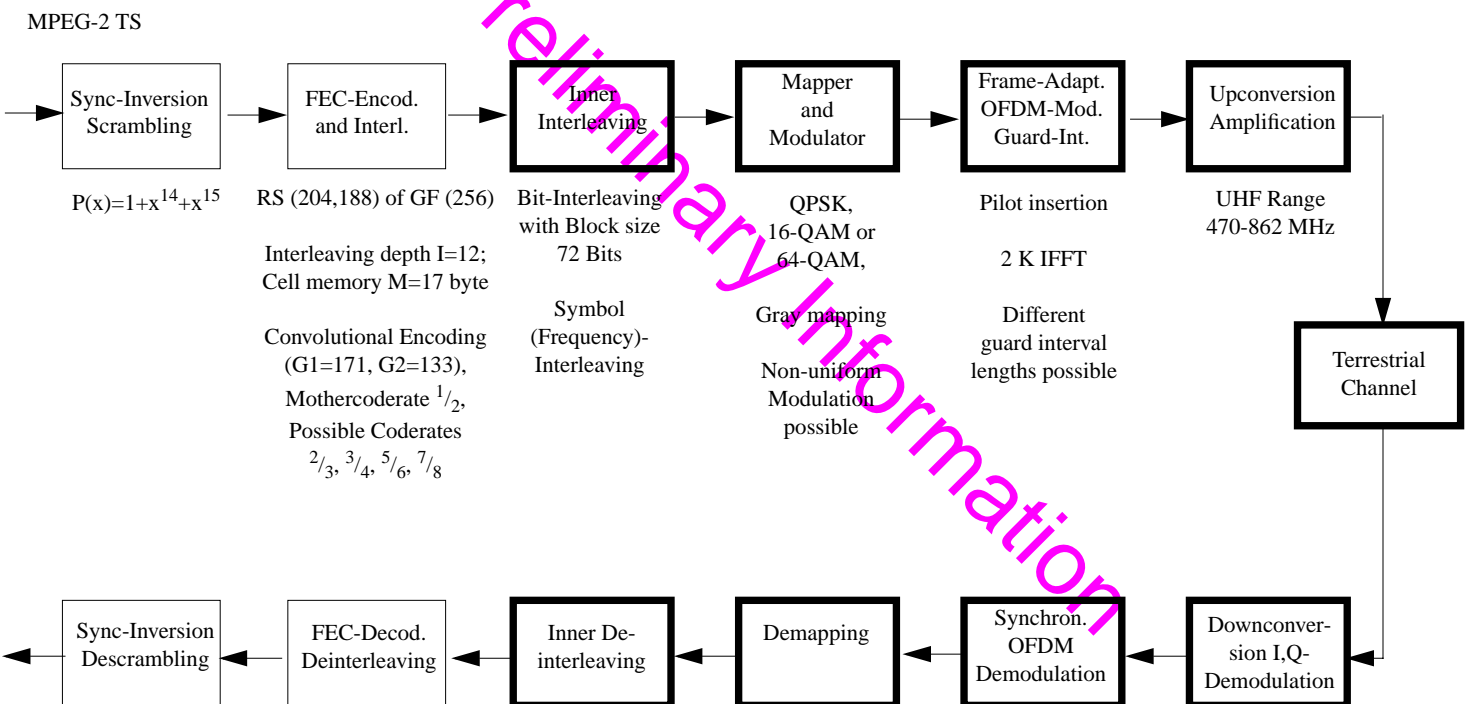 MPEG-2 TS
Sync-Inversion
Scrambling
FEC-Encod.
and Interl.
Inner
Interleaving
Mapper
and
Modulator
Frame-Adapt.
OFDM-Mod.
Guard-Int.
Upconversion
Amplification
P(x)=1+x¹⁴+x¹⁵
RS (204,188) of GF (256)
Interleaving depth I=12;
Cell memory M=17 byte
Convolutional Encoding
(G1=171, G2=133),
Mothercoderate ¹/₂,
Possible Coderates
²/₃, ³/₄, ⁵/₆, ⁷/₈
Bit-Interleaving
with Block size
72 Bits
Symbol
(Frequency)-
Interleaving
QPSK,
16-QAM or
64-QAM,
Gray mapping
Non-uniform
Modulation
possible
Pilot insertion
2 K IFFT
Different
guard interval
lengths possible
UHF Range
470-862 MHz
Terrestrial
Channel
Sync-Inversion
Descrambling
FEC-Decod.
Deinterleaving
Inner De-
interleaving
Demapping
Synchron.
OFDM
Demodulation
Downconver-
sion I,Q-
Demodulation
reliminary Information